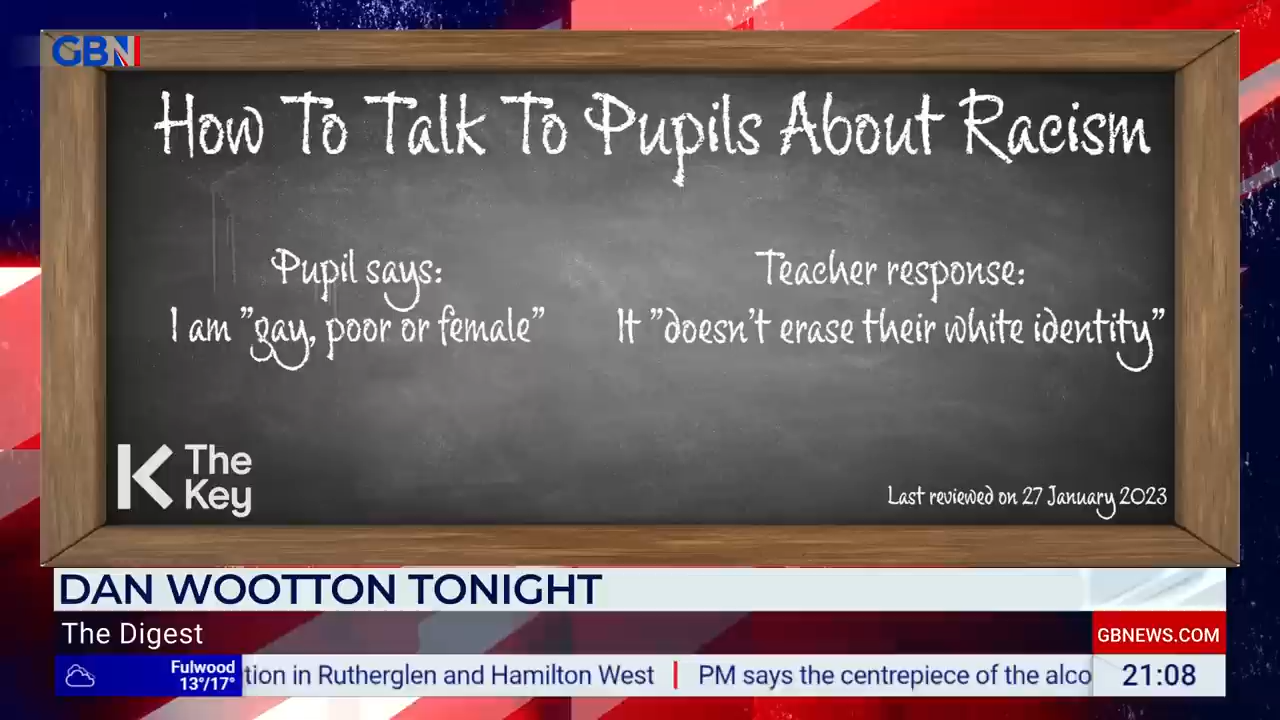 GBN
How To Talk To Pupils About Racism
Pupil says:
I am "gay, poor or female"
Teacher response:
It "doesn't erase their white identity"
K The Key
Last reviewed on 27 January 2023
DAN WOOTTON TONIGHT
The Digest
GBNEWS.COM
Fulwood
13°/17°
tion in Rutherglen and Hamilton West | PM says the centrepiece of the alco
21:08